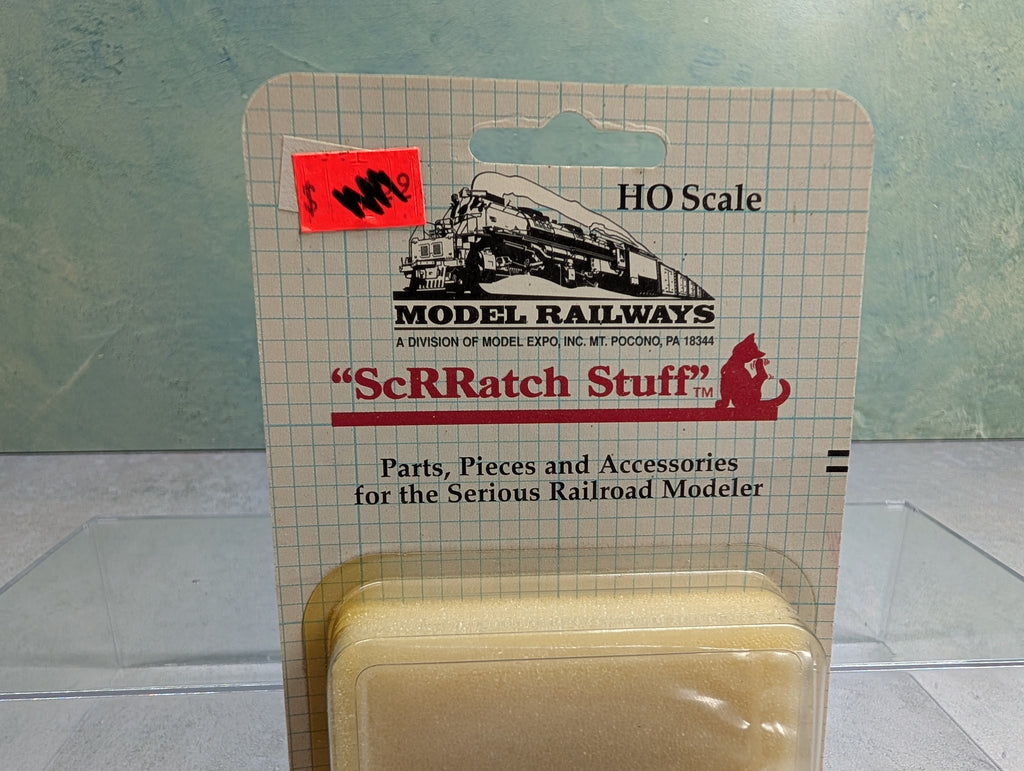 $ 9
HO Scale
MODEL RAILWAYS
A DIVISION OF MODEL EXPO, INC. MT. POCONO, PA 18344
“ScRRatch Stuff”™
Parts, Pieces and Accessories
for the Serious Railroad Modeler